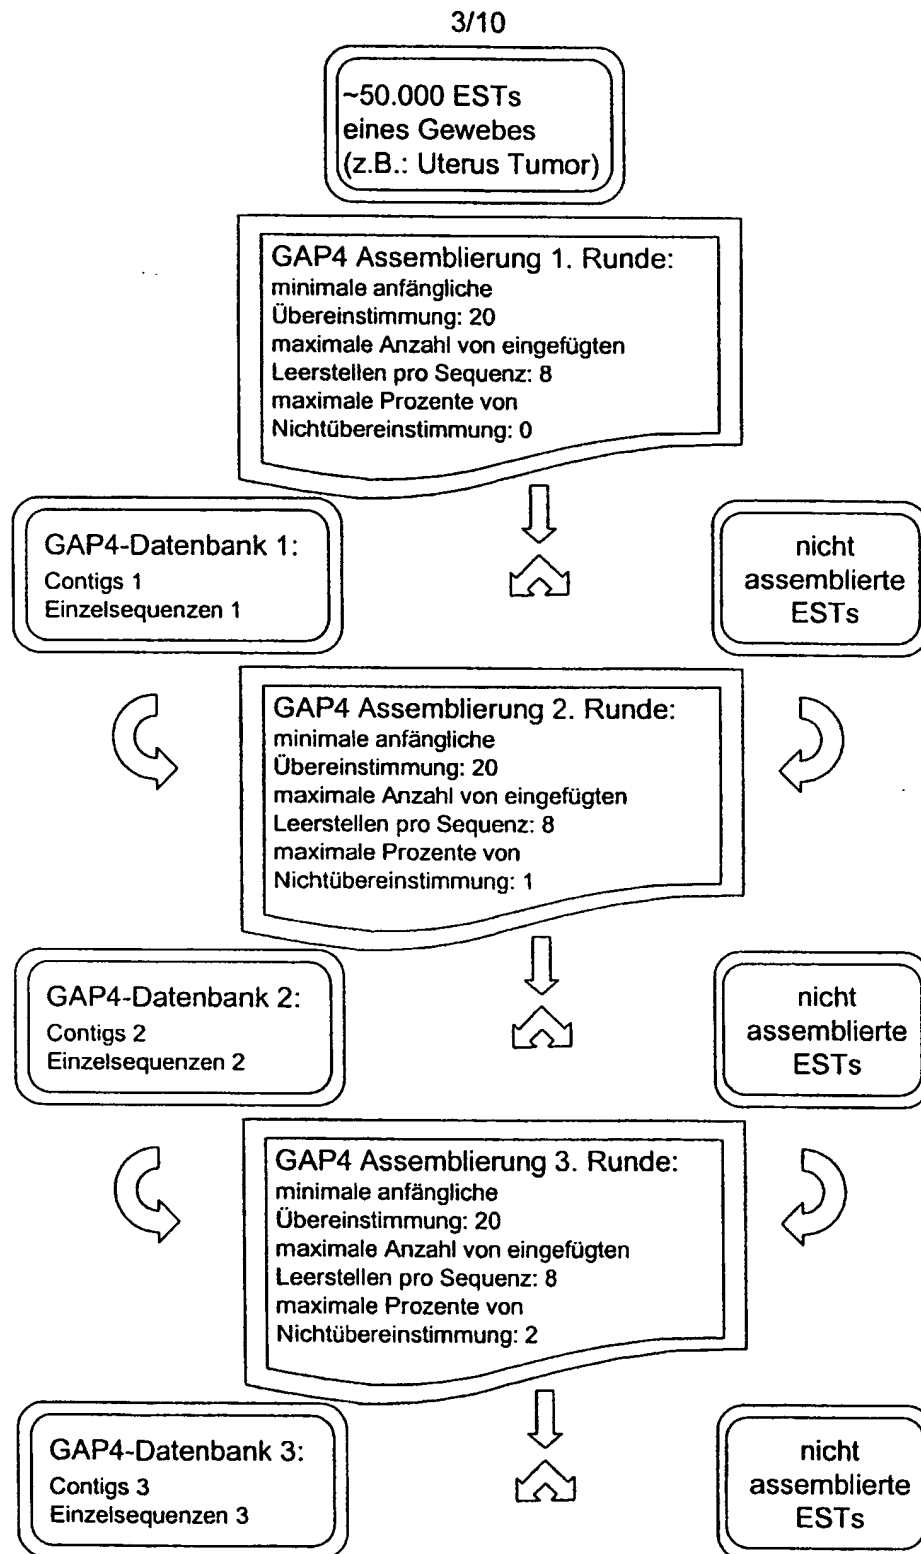 3/10
~50.000 ESTs
eines Gewebes
(z.B.: Uterus Tumor)
GAP4 Assemblierung 1. Runde:
minimale anfängliche
Übereinstimmung: 20
maximale Anzahl von eingefügten
Leerstellen pro Sequenz: 8
maximale Prozente von
Nichtübereinstimmung: 0
GAP4-Datenbank 1:
Contigs 1
Einzelsequenzen 1
nicht
assemblierte
ESTs
GAP4 Assemblierung 2. Runde:
minimale anfängliche
Übereinstimmung: 20
maximale Anzahl von eingefügten
Leerstellen pro Sequenz: 8
maximale Prozente von
Nichtübereinstimmung: 1
GAP4-Datenbank 2:
Contigs 2
Einzelsequenzen 2
nicht
assemblierte
ESTs
GAP4 Assemblierung 3. Runde:
minimale anfängliche
Übereinstimmung: 20
maximale Anzahl von eingefügten
Leerstellen pro Sequenz: 8
maximale Prozente von
Nichtübereinstimmung: 2
GAP4-Datenbank 3:
Contigs 3
Einzelsequenzen 3
nicht
assemblierte
ESTs